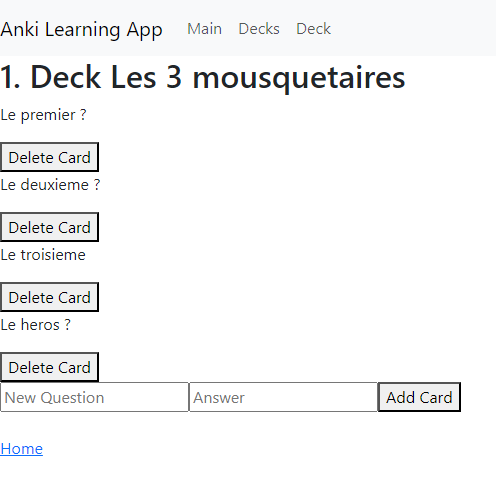 Anki Learning App Main Decks Deck
1. Deck Les 3 mousquetaires
Le premier ?
Delete Card
Le deuxieme ?
Delete Card
Le troisieme
Delete Card
Le heros ?
Delete Card
New Question Answer Add Card
Home